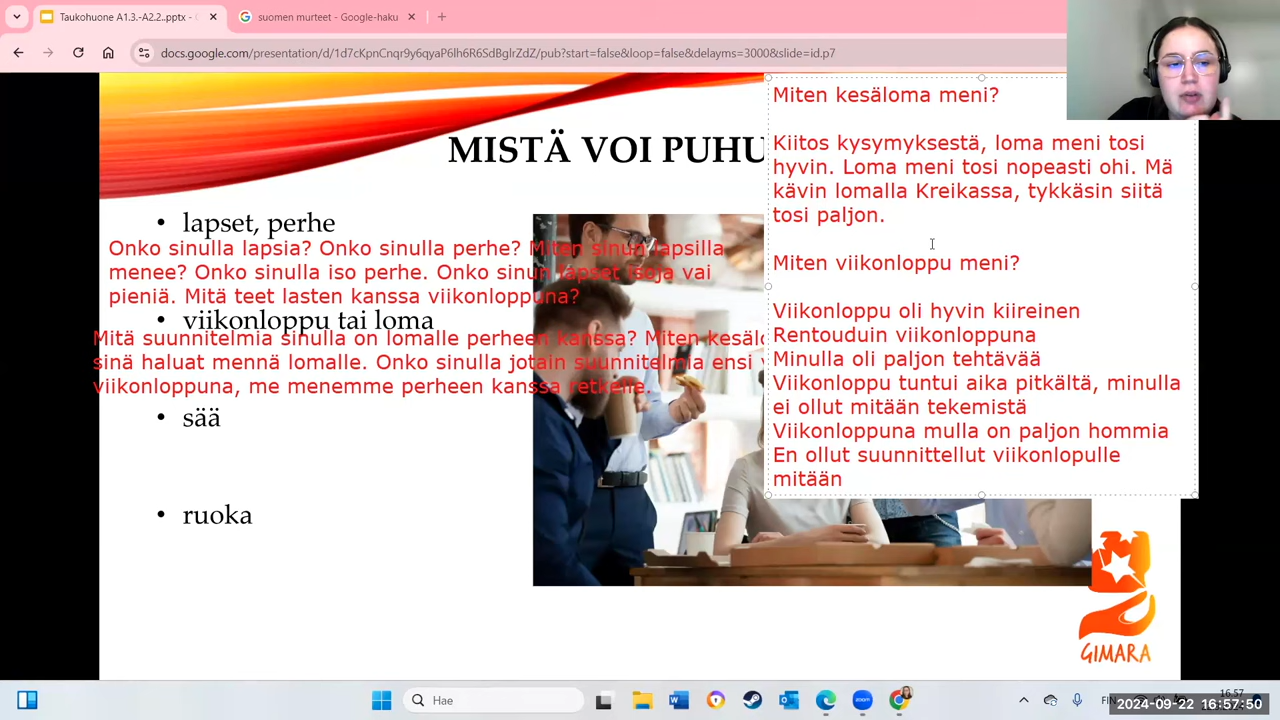 Taukohuone A1.3.-A2.2..pptx -
suomen murteet - Google-haku
docs.google.com/presentation/d/1d7cKpnCnqr9y6qyaP6lh6R6SdBglrZdZ/pub?start=false&loop=false&delayms=3000&slide=id.p7
MISTÄ VOI PUHU
• lapset, perhe
Onko sinulla lapsia? Onko sinulla perhe? Miten sinun lapsilla
menee? Onko sinulla iso perhe. Onko sinun lapset isoja vai
pieniä. Mitä teet lasten kanssa viikonloppuna?
• viikonloppu tai loma
Mitä suunnitelmia sinulla on lomalle perheen kanssa? Miten kesälo
sinä haluat mennä lomalle. Onko sinulla jotain suunnitelmia ensi v
viikonloppuna, me menemme perheen kanssa retkelle.
• sää
• ruoka
Miten kesäloma meni?
Kiitos kysymyksestä, loma meni tosi
hyvin. Loma meni tosi nopeasti ohi. Mä
kävin lomalla Kreikassa, tykkäsin siitä
tosi paljon.
Miten viikonloppu meni?
Viikonloppu oli hyvin kiireinen
Rentouduin viikonloppuna
Minulla oli paljon tehtävää
Viikonloppu tuntui aika pitkältä, minulla
ei ollut mitään tekemistä
Viikonloppuna mulla on paljon hommia
En ollut suunnittellut viikonlopulle
mitään
GIMARA
Hae
zoom
FIN
16.57
2024-09-22 16:57:50